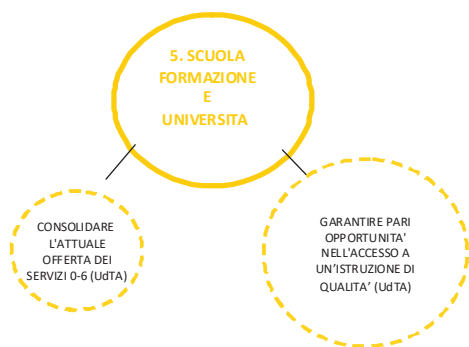 5. SCUOLA
FORMAZIONE
E
UNIVERSITA
CONSOLIDARE
L'ATTUALE
OFFERTA DEI
SERVIZI 0-6 (UdTA)
GARANTIRE PARI
OPPORTUNITA'
NELL'ACCESSO A
UN’ISTRUZIONE DI
QUALITA’ (UdTA)